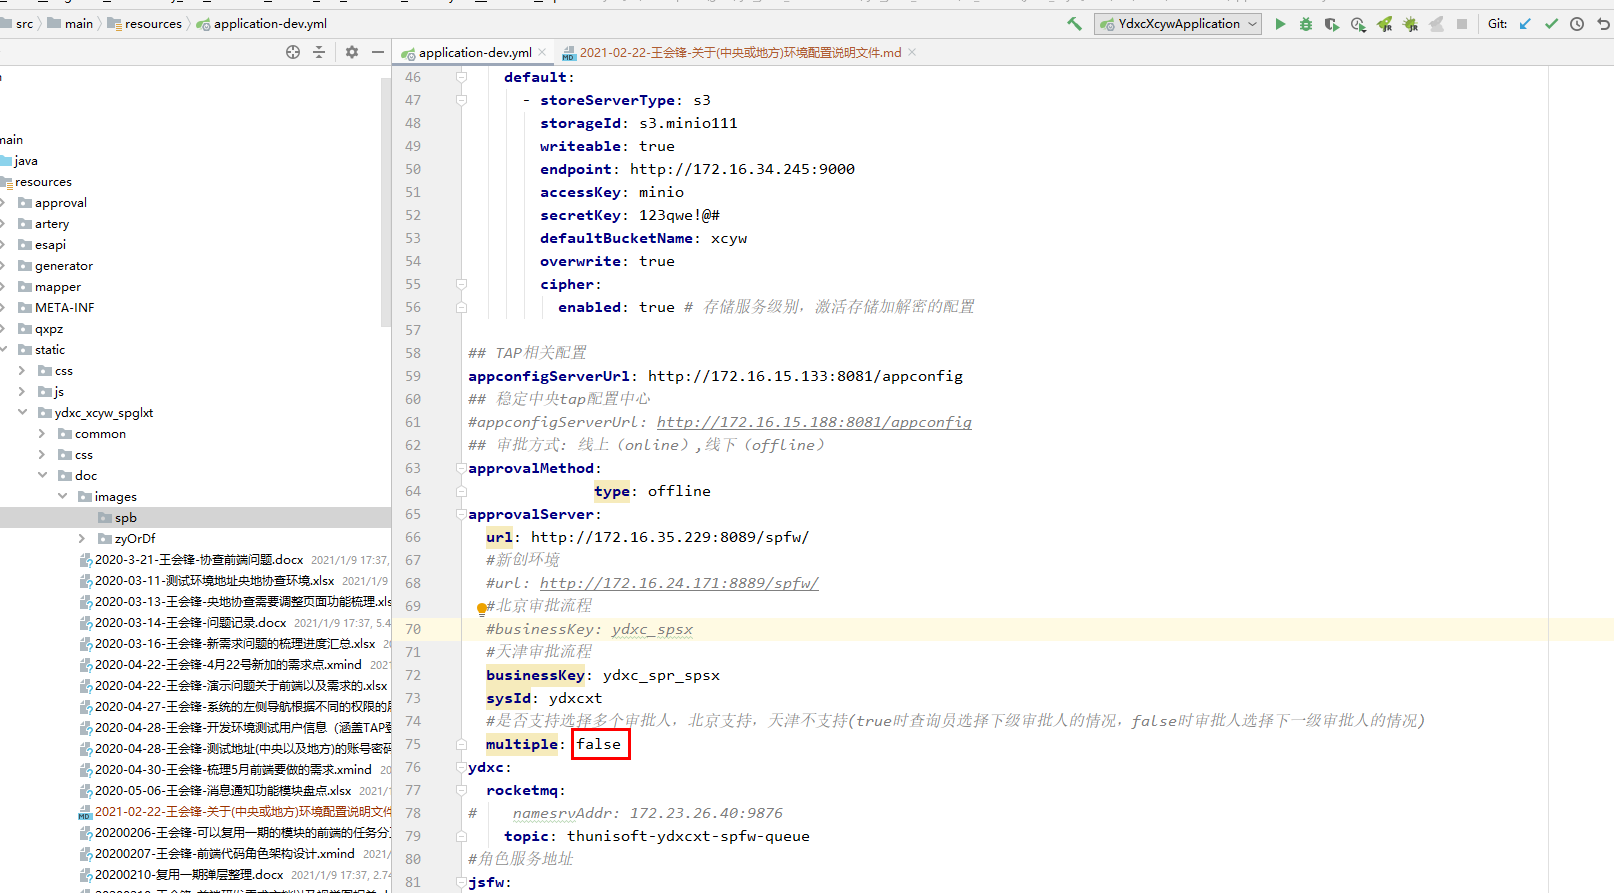 src main resources application-dev.yml YdxcXcywApplication Git:
application-dev.yml 2021-02-22-王会锋-关于(中央或地方)环境配置说明文件.md
main
java
resources
approval
artery
esapi
generator
mapper
META-INF
qxpz
static
css
js
ydxc_xcyw_spglxt
common
css
doc
images
spb
zyOrDf
2020-3-21-王会锋-协查前端问题.docx 2021/1/9 17:37,
2020-03-11-测试环境地址央地协查环境.xlsx 2021/1/9
2020-03-13-王会锋-央地协查需要调整页面功能梳理.xls
2020-03-14-王会锋-问题记录.docx 2021/1/9 17:37, 5.4
2020-03-16-王会锋-新需求问题的梳理进度汇总.xlsx 20
2020-04-22-王会锋-4月22号新加的需求点.xmind 2021
2020-04-22-王会锋-演示问题关于前端以及需求的.xlsx
2020-04-27-王会锋-系统的左侧导航根据不同的权限的展
2020-04-28-王会锋-开发环境测试用户信息（涵盖TAP登
2020-04-28-王会锋-测试地址(中央以及地方)的账号密码
2020-04-30-王会锋-梳理5月前端要做的需求.xmind 20
2020-05-06-王会锋-消息通知功能模块盘点.xlsx 2021/1
2021-02-22-王会锋-关于(中央或地方)环境配置说明文件
20200206-王会锋-可以复用一期的模块的前端的任务分
20200207-王会锋-前端代码角色架构设计.xmind 2021/
20200210-复用一期弹层整理.docx 2021/1/9 17:37, 2.74
46 default:
47 - storeServerType: s3
48 storageId: s3.minio111
49 writeable: true
50 endpoint: http://172.16.34.245:9000
51 accessKey: minio
52 secretKey: 123qwe!@#
53 defaultBucketName: xcyw
54 overwrite: true
55 cipher:
56 enabled: true # 存储服务级别, 激活存储加解密的配置
57
58 ## TAP相关配置
59 appconfigServerUrl: http://172.16.15.133:8081/appconfig
60 ## 稳定中央tap配置中心
61 #appconfigServerUrl: http://172.16.15.188:8081/appconfig
62 ## 审批方式: 线上（online）,线下（offline）
63 approvalMethod:
64 type: offline
65 approvalServer:
66 url: http://172.16.35.229:8089/spfw/
67 #新创环境
68 #url: http://172.16.24.171:8889/spfw/
69 #北京审批流程
70 #businessKey: ydxc_spsx
71 #天津审批流程
72 businessKey: ydxc_spr_spsx
73 sysId: ydxcxt
74 #是否支持选择多个审批人, 北京支持, 天津不支持(true时查询员选择下级审批人的情况, false时审批人选择下一级审批人的情况)
75 multiple: false
76 ydxc:
77 rocketmq:
78 # namesrvAddr: 172.23.26.40:9876
79 topic: thunisoft-ydxcxt-spfw-queue
80 #角色服务地址
81 jsfw: